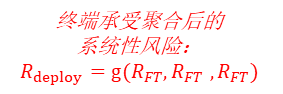 终端承受聚合后的
系统性风险：
R_deploy = g(R_FT, R_FT , R_FT)